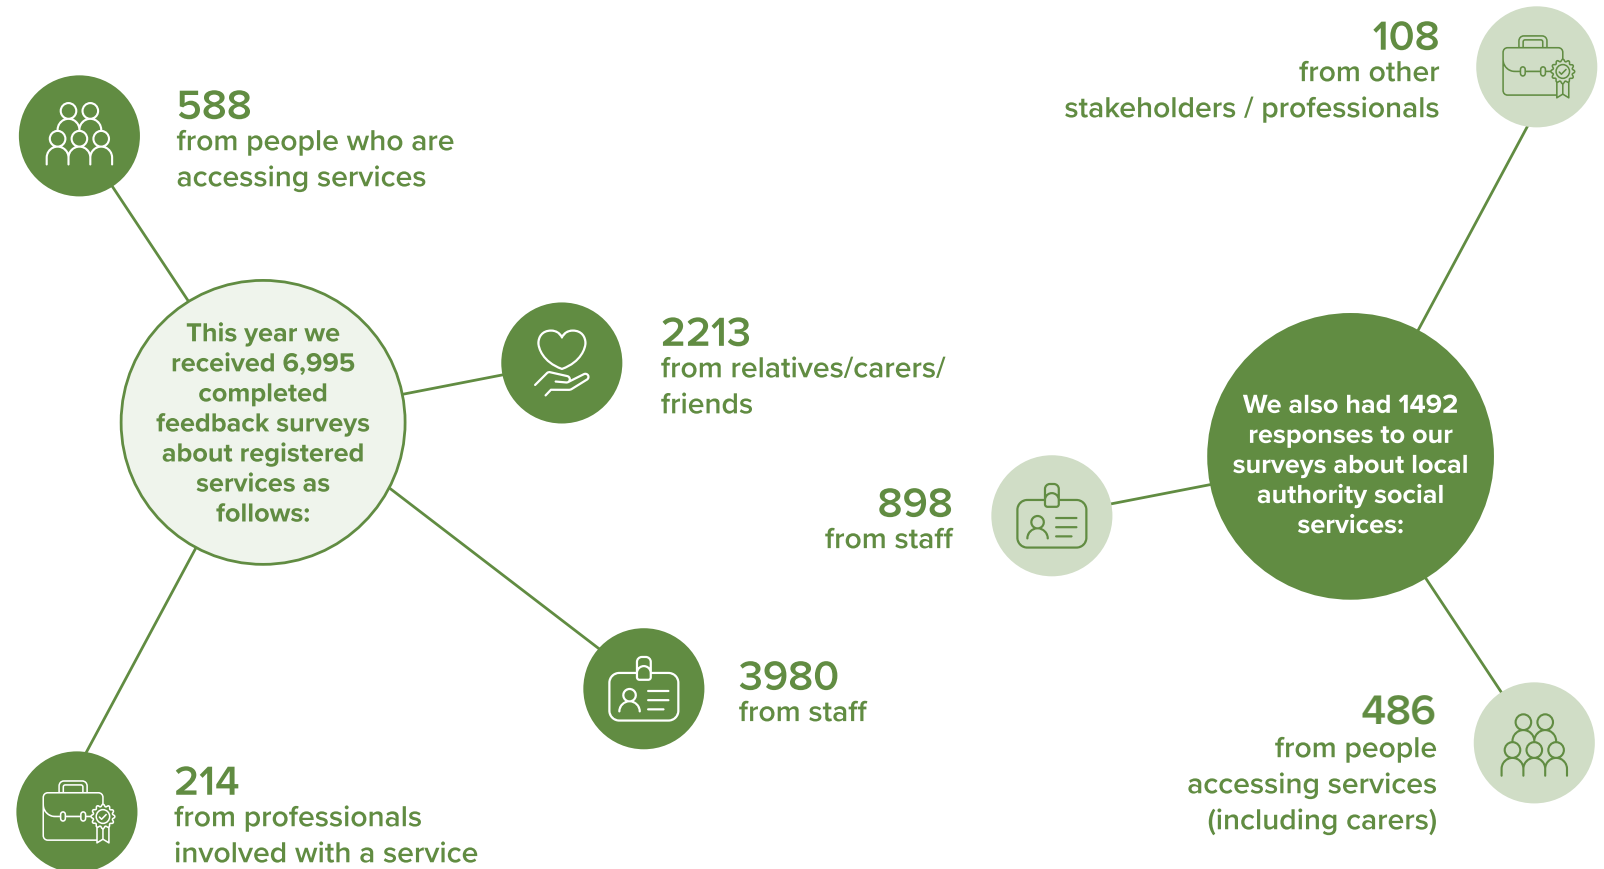 This year we
received 6,995
completed
feedback surveys
about registered
services as
follows:
588
from people who are
accessing services
2213
from relatives/carers/
friends
3980
from staff
214
from professionals
involved with a service
We also had 1492
responses to our
surveys about local
authority social
services:
108
from other
stakeholders / professionals
898
from staff
486
from people
accessing services
(including carers)